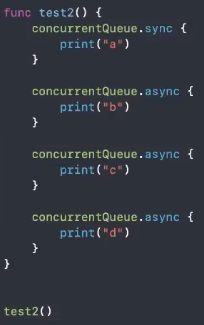 func test2() {
    concurrentQueue.sync {
        print("a")
    }
    concurrentQueue.async {
        print("b")
    }
    concurrentQueue.async {
        print("c")
    }
    concurrentQueue.async {
        print("d")
    }
}
test2()